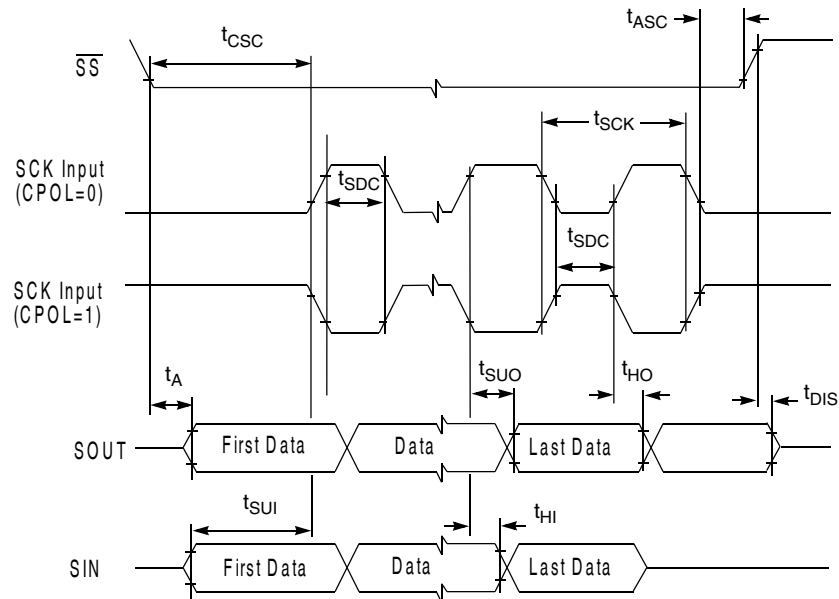 tASC
tCSC
SS
tSCK
SCK Input
(CPOL=0)
tSDC
tSDC
SCK Input
(CPOL=1)
tA
tSUO
tHO
tDIS
SOUT
First Data
Data
Last Data
tSUI
tHI
SIN
First Data
Data
Last Data